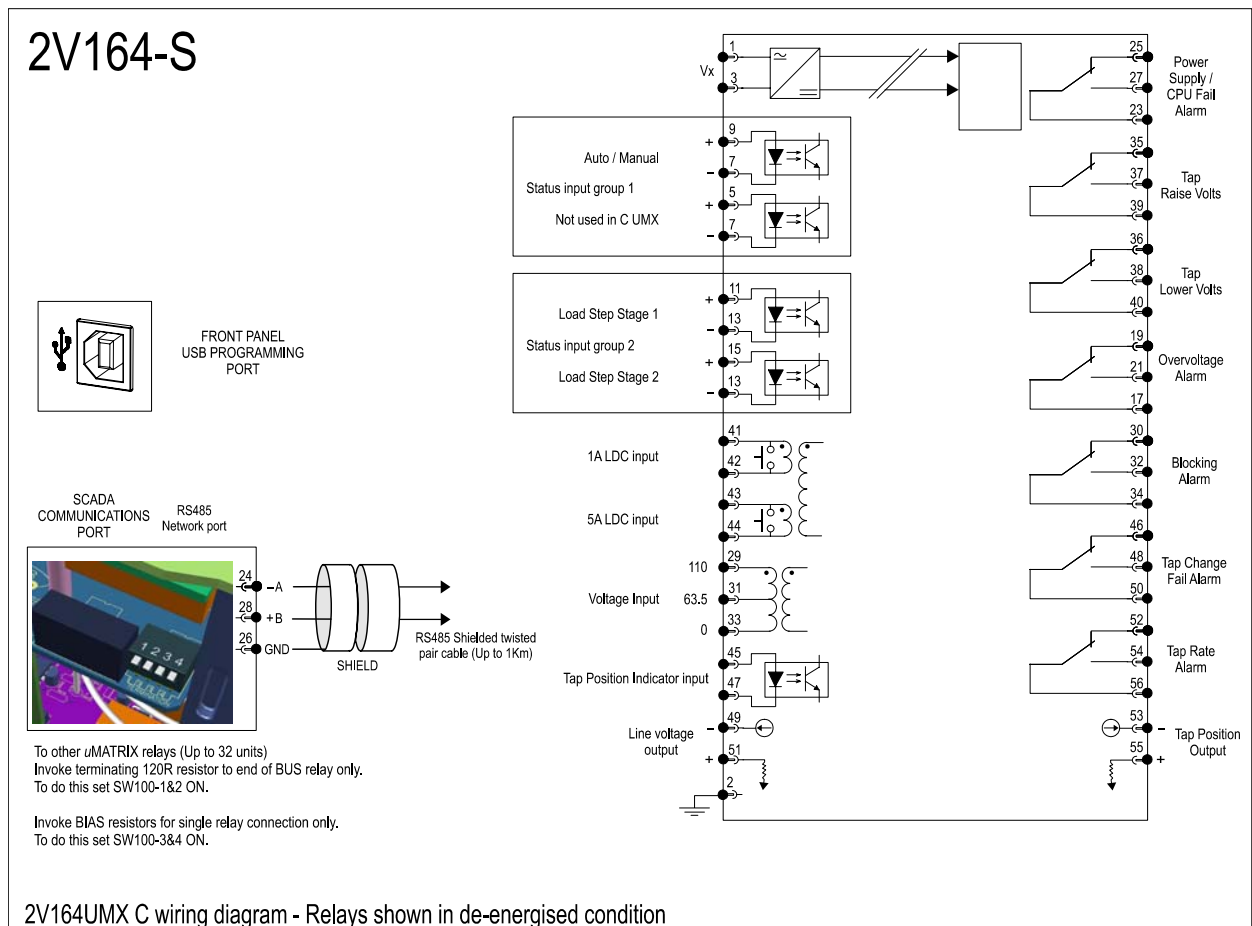 2V164-S
1
3
Vx
25
27
23
Power
Supply /
CPU Fail
Alarm
9
+
Auto / Manual
7
−
Status input group 1
5
+
Not used in C UMX
7
−
35
37
39
Tap
Raise Volts
36
38
40
Tap
Lower Volts
11
+
Load Step Stage 1
13
−
Status input group 2
15
+
Load Step Stage 2
13
−
19
21
17
Overvoltage
Alarm
FRONT PANEL
USB PROGRAMMING
PORT
41
1A LDC input
42
43
5A LDC input
44
30
32
34
Blocking
Alarm
29
110
31
Voltage Input 63.5
33
0
46
48
50
Tap Change
Fail Alarm
45
Tap Position Indicator input
47
52
54
56
Tap Rate
Alarm
49
−
Line voltage
output
51
+
2
53
−
Tap Position
Output
55
+
SCADA
COMMUNICATIONS
PORT
RS485
Network port
24
−A
28
+B
26
GND
1 2 3 4
SHIELD
RS485 Shielded twisted
pair cable (Up to 1Km)
To other uMATRIX relays (Up to 32 units)
Invoke terminating 120R resistor to end of BUS relay only.
To do this set SW100-1&2 ON.
Invoke BIAS resistors for single relay connection only.
To do this set SW100-3&4 ON.
2V164UMX C wiring diagram - Relays shown in de-energised condition